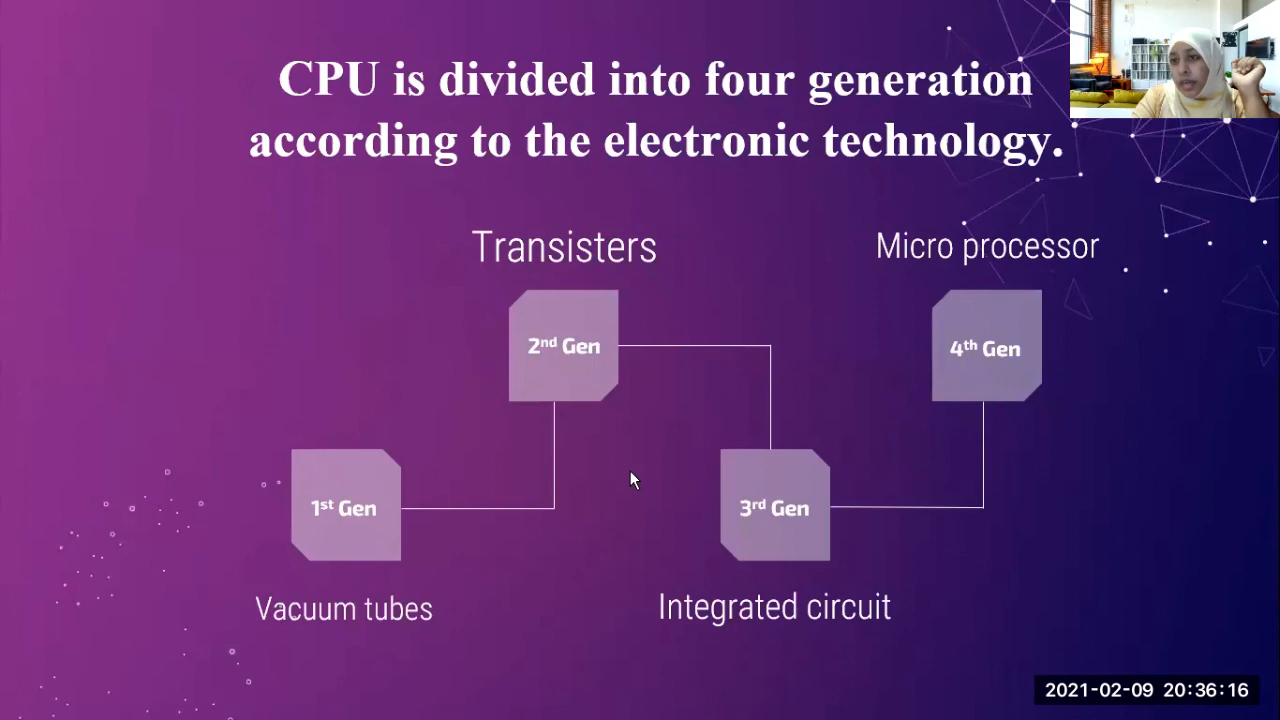 CPU is divided into four generation
according to the electronic technology.
Transisters
Micro processor
2nd Gen
4th Gen
1st Gen
3rd Gen
Vacuum tubes
Integrated circuit
2021-02-09 20:36:16